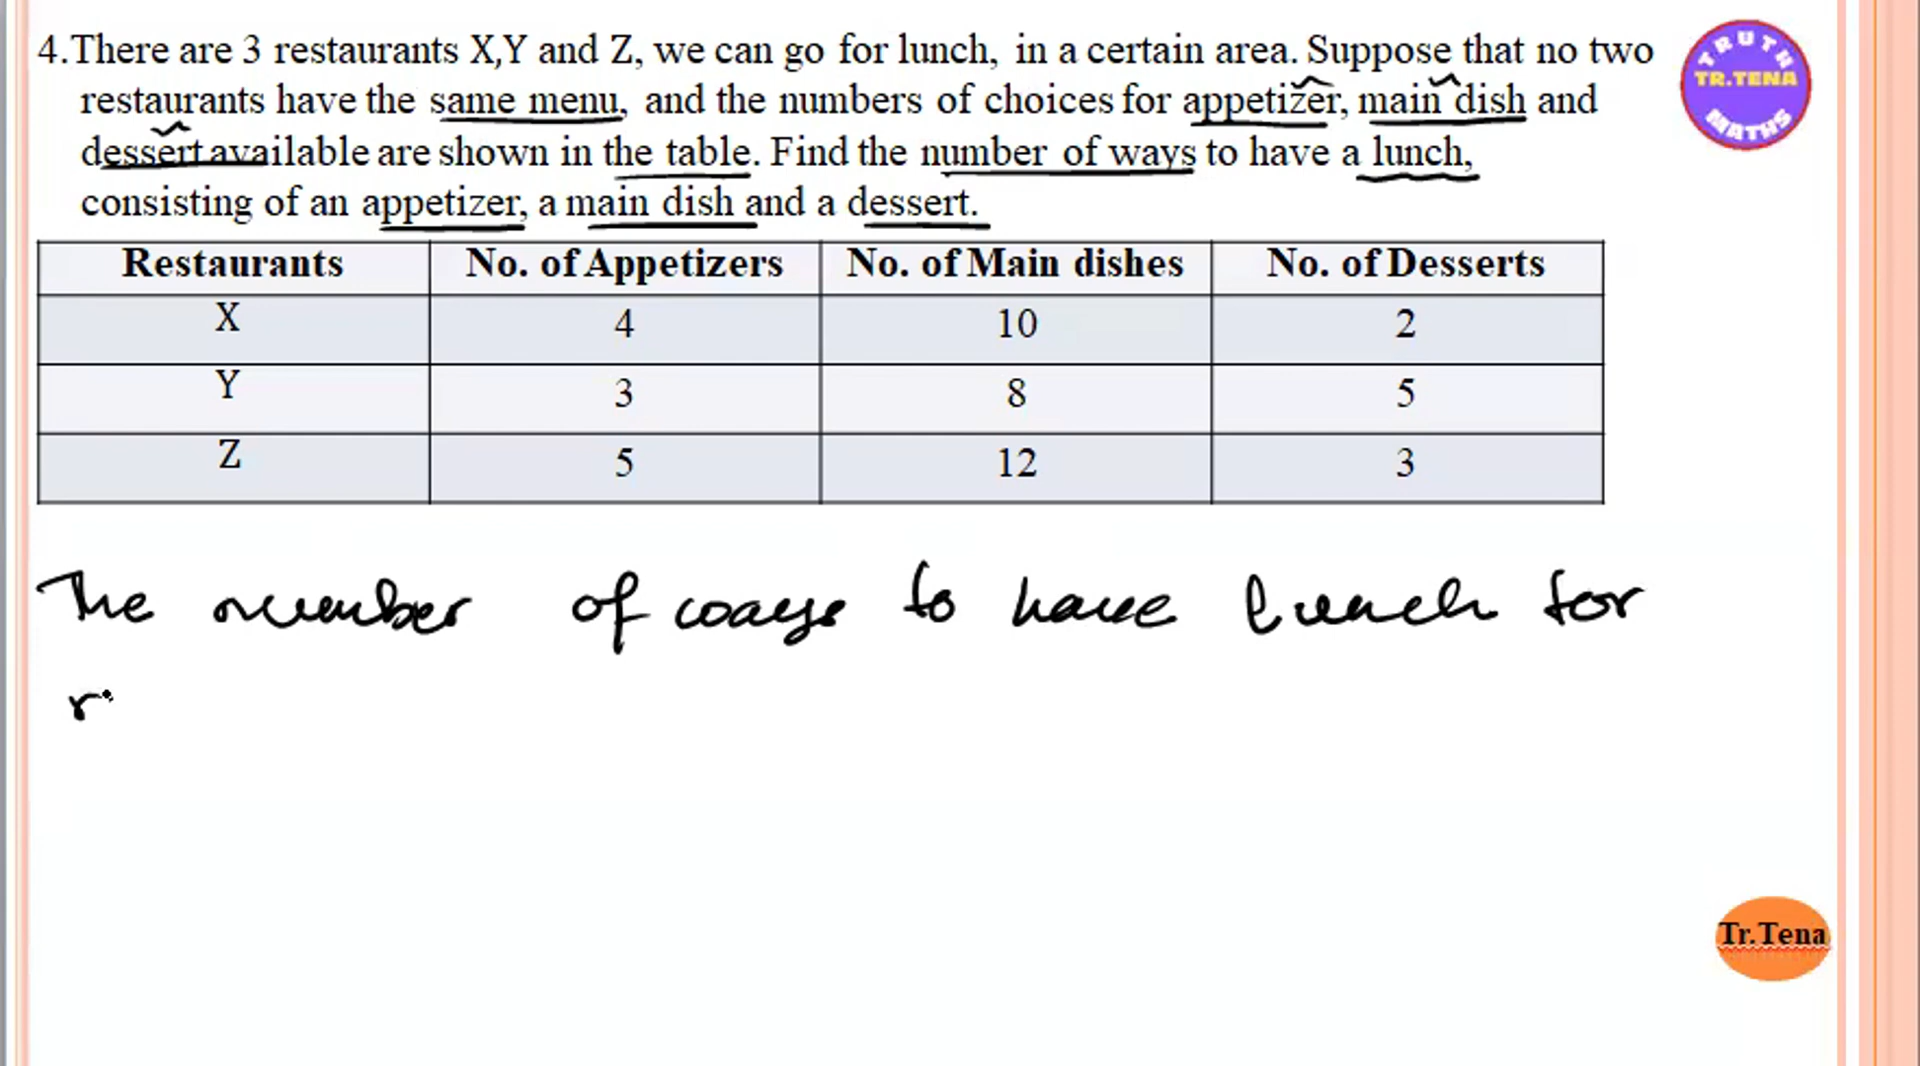 4.There are 3 restaurants X,Y and Z, we can go for lunch, in a certain area. Suppose that no two
restaurants have the same menu, and the numbers of choices for appetizer, main dish and
dessert available are shown in the table. Find the number of ways to have a lunch,
consisting of an appetizer, a main dish and a dessert.
TRUTH
TR.TENA
MATHS
Restaurants No. of Appetizers No. of Main dishes No. of Desserts
X 4 10 2
Y 3 8 5
Z 5 12 3
The number of ways to have lunch for
r
Tr.Tena